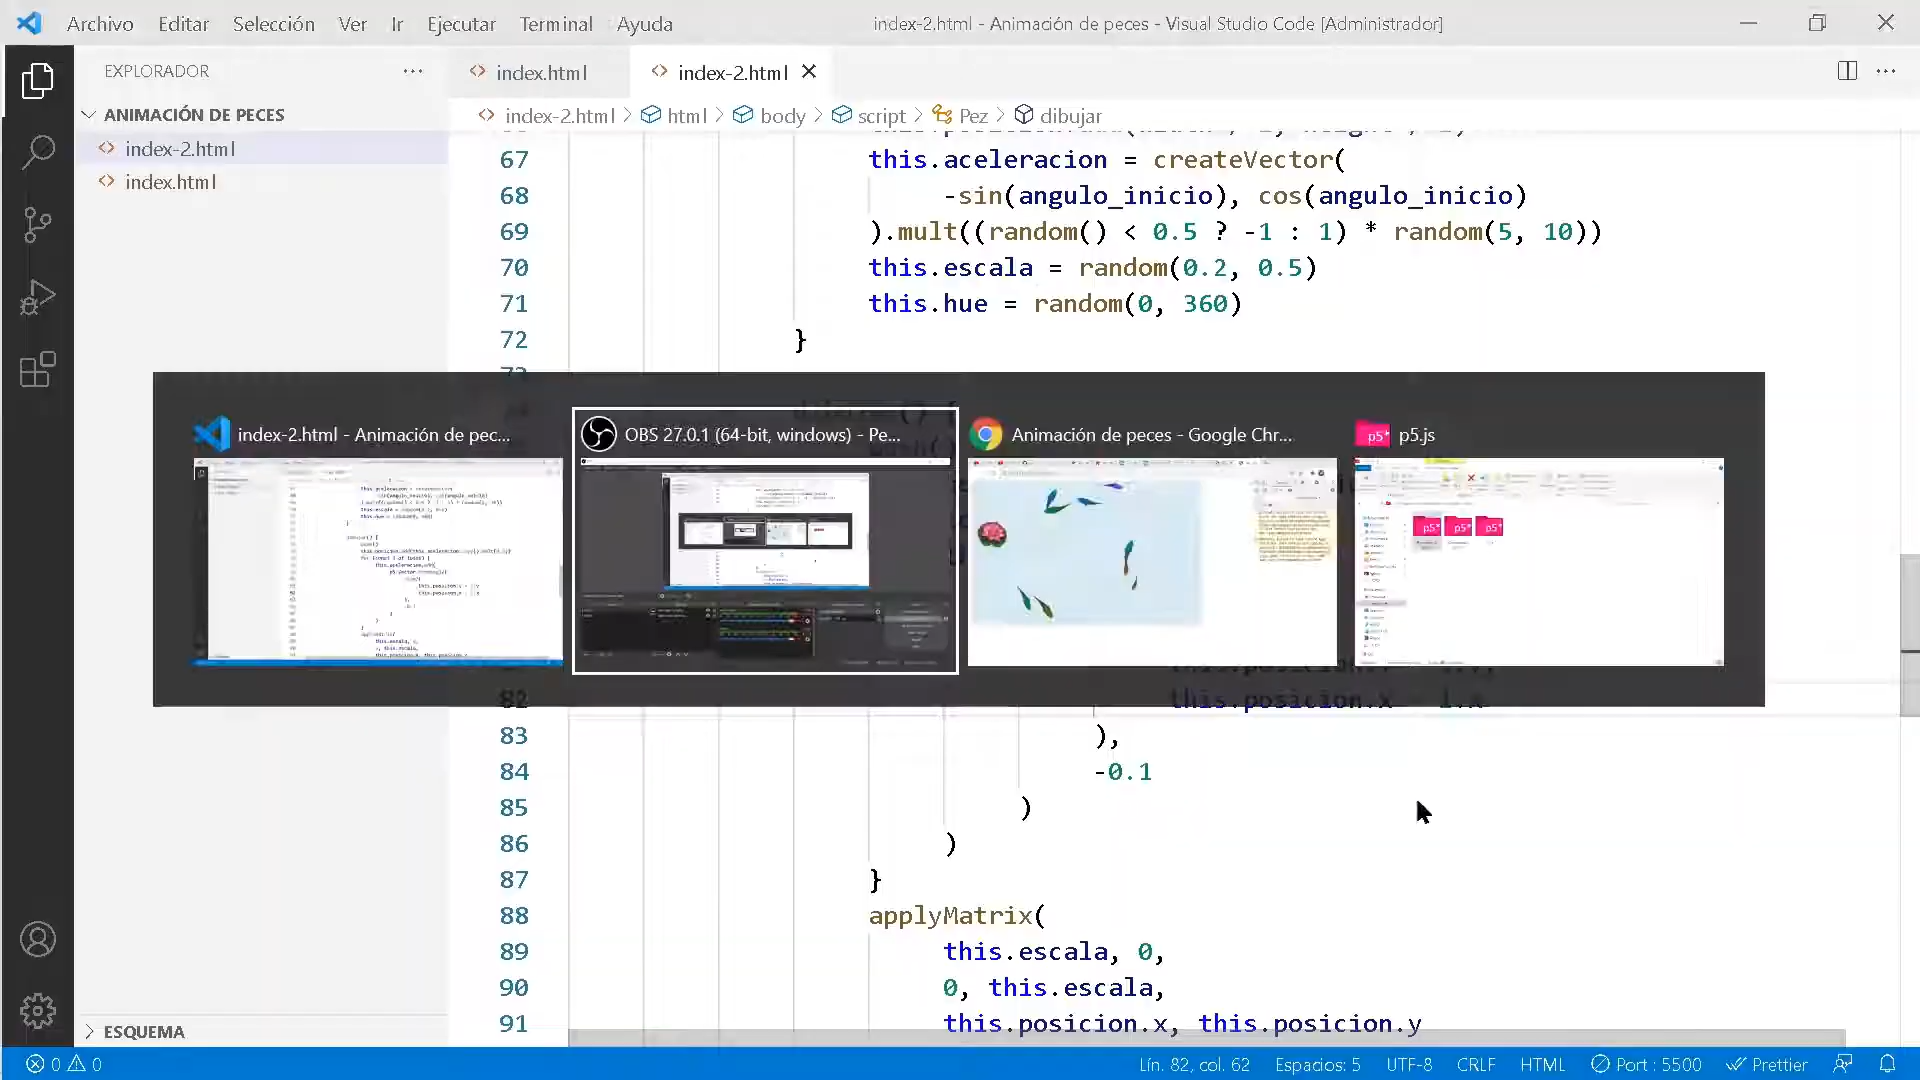 Archivo Editar Selección Ver Ir Ejecutar Terminal Ayuda
index-2.html - Animación de peces - Visual Studio Code [Administrador]
EXPLORADOR
index.html
index-2.html
ANIMACIÓN DE PECES
index-2.html > html > body > script > Pez > dibujar
index-2.html
index.html
67 this.aceleracion = createVector(
68 -sin(angulo_inicio), cos(angulo_inicio)
69 ).mult((random() < 0.5 ? -1 : 1) * random(5, 10))
70 this.escala = random(0.2, 0.5)
71 this.hue = random(0, 360)
72 }
index-2.html - Animación de pec...
OBS 27.0.1 (64-bit, windows) - Pe...
Animación de peces - Google Chr...
p5.js
82 this.posicion.x - i.x
83 ),
84 -0.1
85 )
86 )
87 }
88 applyMatrix(
89 this.escala, 0,
90 0, this.escala,
91 this.posicion.x, this.posicion.y
ESQUEMA
0 0
Lín. 82, col. 62
Espacios: 5
UTF-8
CRLF
HTML
Port : 5500
Prettier